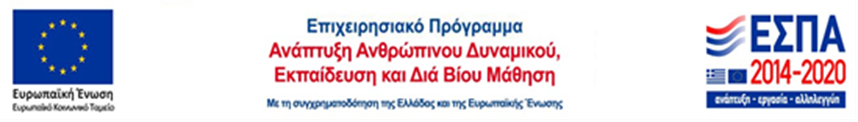 Ευρωπαϊκή Ένωση
Ευρωπαϊκό Κοινωνικό Ταμείο
Επιχειρησιακό Πρόγραμμα
Ανάπτυξη Ανθρώπινου Δυναμικού,
Εκπαίδευση και Διά Βίου Μάθηση
Με τη συγχρηματοδότηση της Ελλάδας και της Ευρωπαϊκής Ένωσης
ΕΣΠΑ
2014-2020
ανάπτυξη - εργασία - αλληλεγγύη